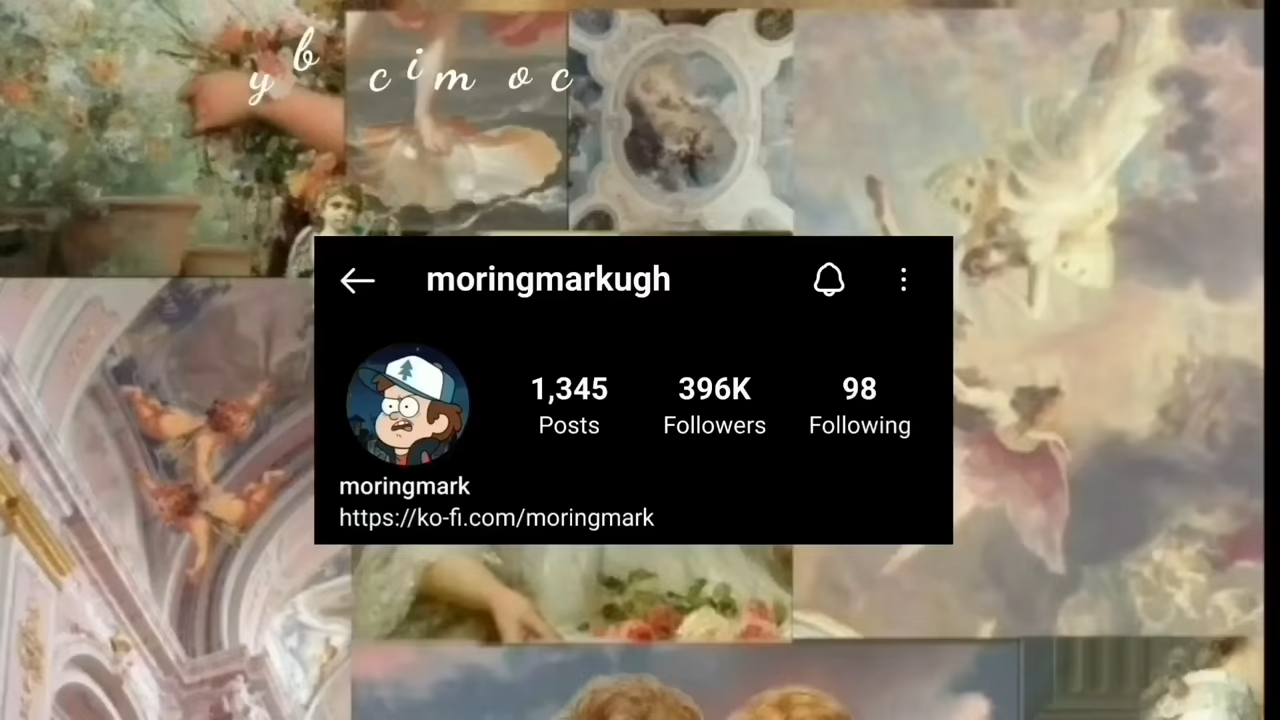 y b c i m o c
moringmarkugh
1,345 396K 98
Posts Followers Following
moringmark
https://ko-fi.com/moringmark